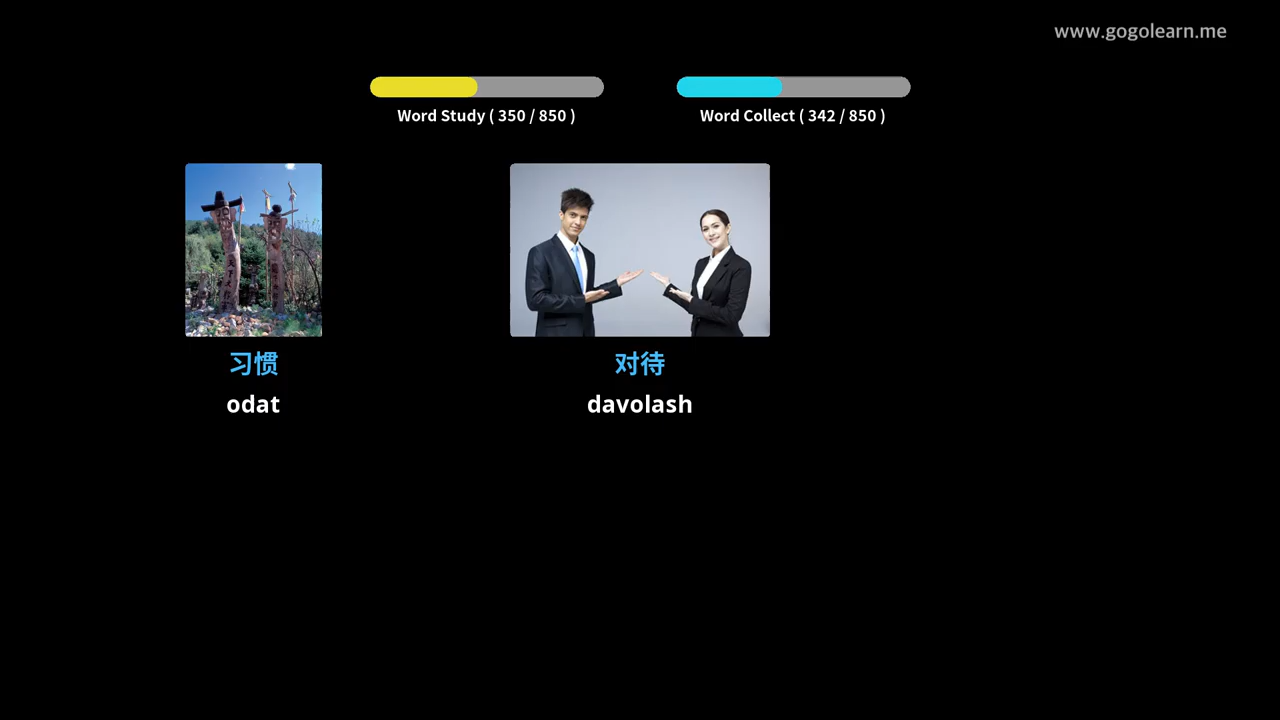 www.gogolearn.me
Word Study ( 350 / 850 )
Word Collect ( 342 / 850 )
习惯
odat
对待
davolash